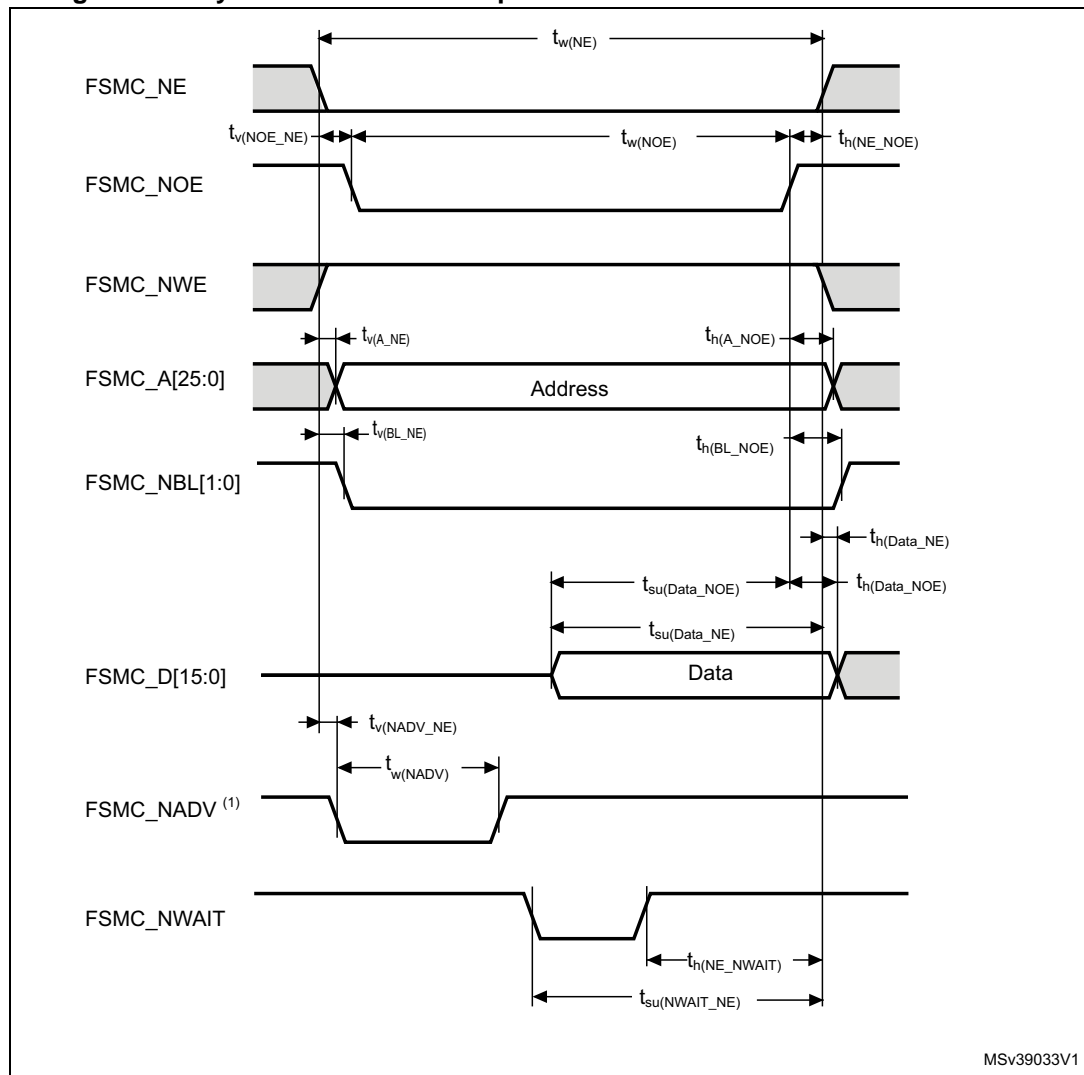 t_w(NE)
FSMC_NE
t_v(NOE_NE) t_w(NOE) t_h(NE_NOE)
FSMC_NOE
FSMC_NWE
t_v(A_NE) t_h(A_NOE)
FSMC_A[25:0] Address
t_v(BL_NE) t_h(BL_NOE)
FSMC_NBL[1:0]
t_h(Data_NE)
t_su(Data_NOE) t_h(Data_NOE)
t_su(Data_NE)
FSMC_D[15:0] Data
t_v(NADV_NE)
t_w(NADV)
FSMC_NADV (1)
FSMC_NWAIT
t_h(NE_NWAIT)
t_su(NWAIT_NE)
MSv39033V1